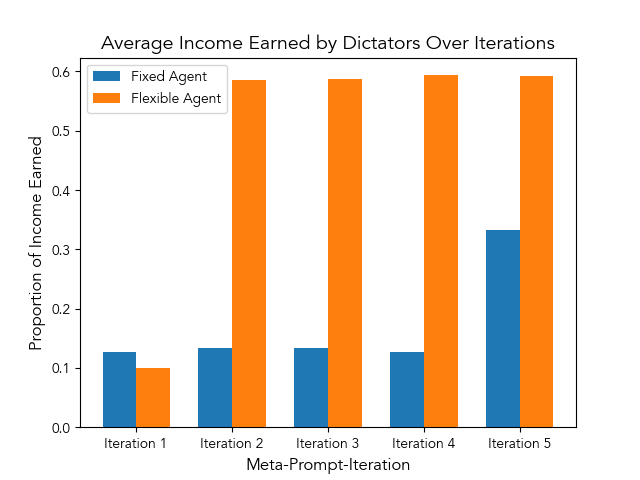 Average Income Earned by Dictators Over Iterations
Fixed Agent
Flexible Agent
Proportion of Income Earned
0.6
0.5
0.4
0.3
0.2
0.1
0.0
Iteration 1
Iteration 2
Iteration 3
Iteration 4
Iteration 5
Meta-Prompt-Iteration